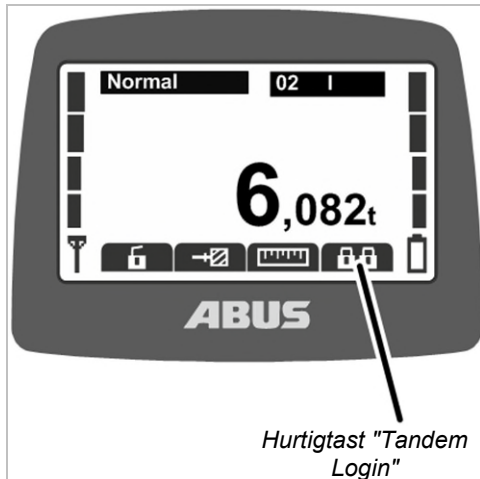 Normal 02 I
6,082t
ABUS
Hurtigtast "Tandem
Login"